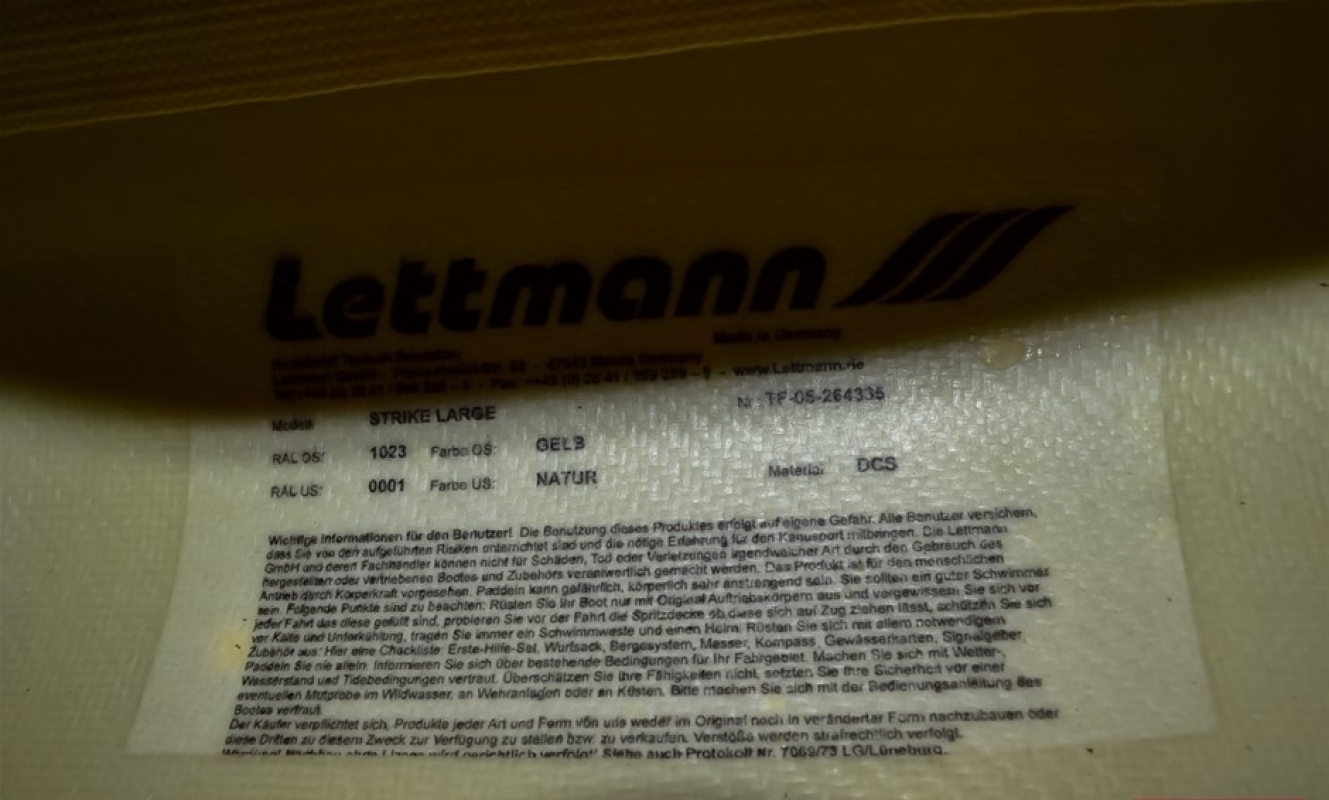 Lettmann
Made in Germany
Lettmann GmbH · 47443 Moers Germany
www.Lettmann.de
Modell STRIKE LARGE Nr. TF-05-264335
RAL OS: 1023 Farbe OS: GELB
RAL US: 0001 Farbe US: NATUR Material DCS
Wichtige Informationen für den Benutzer! Die Benutzung dieses Produktes erfolgt auf eigene Gefahr. Alle Benutzer versichern,
dass Sie von den aufgeführten Risiken unterrichtet sind und die nötige Erfahrung für den Kanusport mitbringen. Die Lettmann
GmbH und deren Fachhändler können nicht für Schäden, Tod oder Verletzungen irgendwelcher Art durch den Gebrauch des
hergestellten oder vertriebenen Bootes und Zubehörs verantwortlich gemacht werden. Das Produkt ist für den menschlichen
Antrieb durch Körperkraft vorgesehen. Paddeln kann gefährlich, körperlich sehr anstrengend sein. Sie sollten ein guter Schwimmer
sein. Folgende Punkte sind zu beachten: Rüsten Sie Ihr Boot nur mit Original Auftriebskörpern aus und vergewissern Sie sich vor
jeder Fahrt das diese gefüllt sind, probieren Sie vor der Fahrt die Spritzdecke ob diese sich auf Zug ziehen lässt, schützen Sie sich
vor Kälte und Unterkühlung, tragen Sie immer ein Schwimmweste und einen Helm. Rüsten Sie sich mit allem notwendigem
Zubehör aus: Hier eine Checkliste: Erste-Hilfe-Set, Wurfsack, Bergesystem, Messer, Kompass, Gewässerkarten, Signalgeber
Paddeln Sie nie allein. Informieren Sie sich über bestehende Bedingungen für Ihr Fahrgebiet. Machen Sie sich mit Wetter-,
Wasserstand und Tidebedingungen vertraut. Überschätzen Sie Ihre Fähigkeiten nicht, setzten Sie Ihre Sicherheit vor einer
eventuellen Mutprobe im Wildwasser, an Wehranlagen oder an Küsten. Bitte machen Sie sich mit der Bedienungsanleitung des
Bootes vertraut.
Der Käufer verpflichtet sich, Produkte jeder Art und Form von uns weder im Original noch in veränderter Form nachzubauen oder
diese Dritten zu diesem Zweck zur Verfügung zu stellen bzw. zu verkaufen. Verstöße werden strafrechtlich verfolgt.
wird gerichtlich verfolgt! Siehe auch Protokoll Nr. 7069/73 LG/Lüneburg.